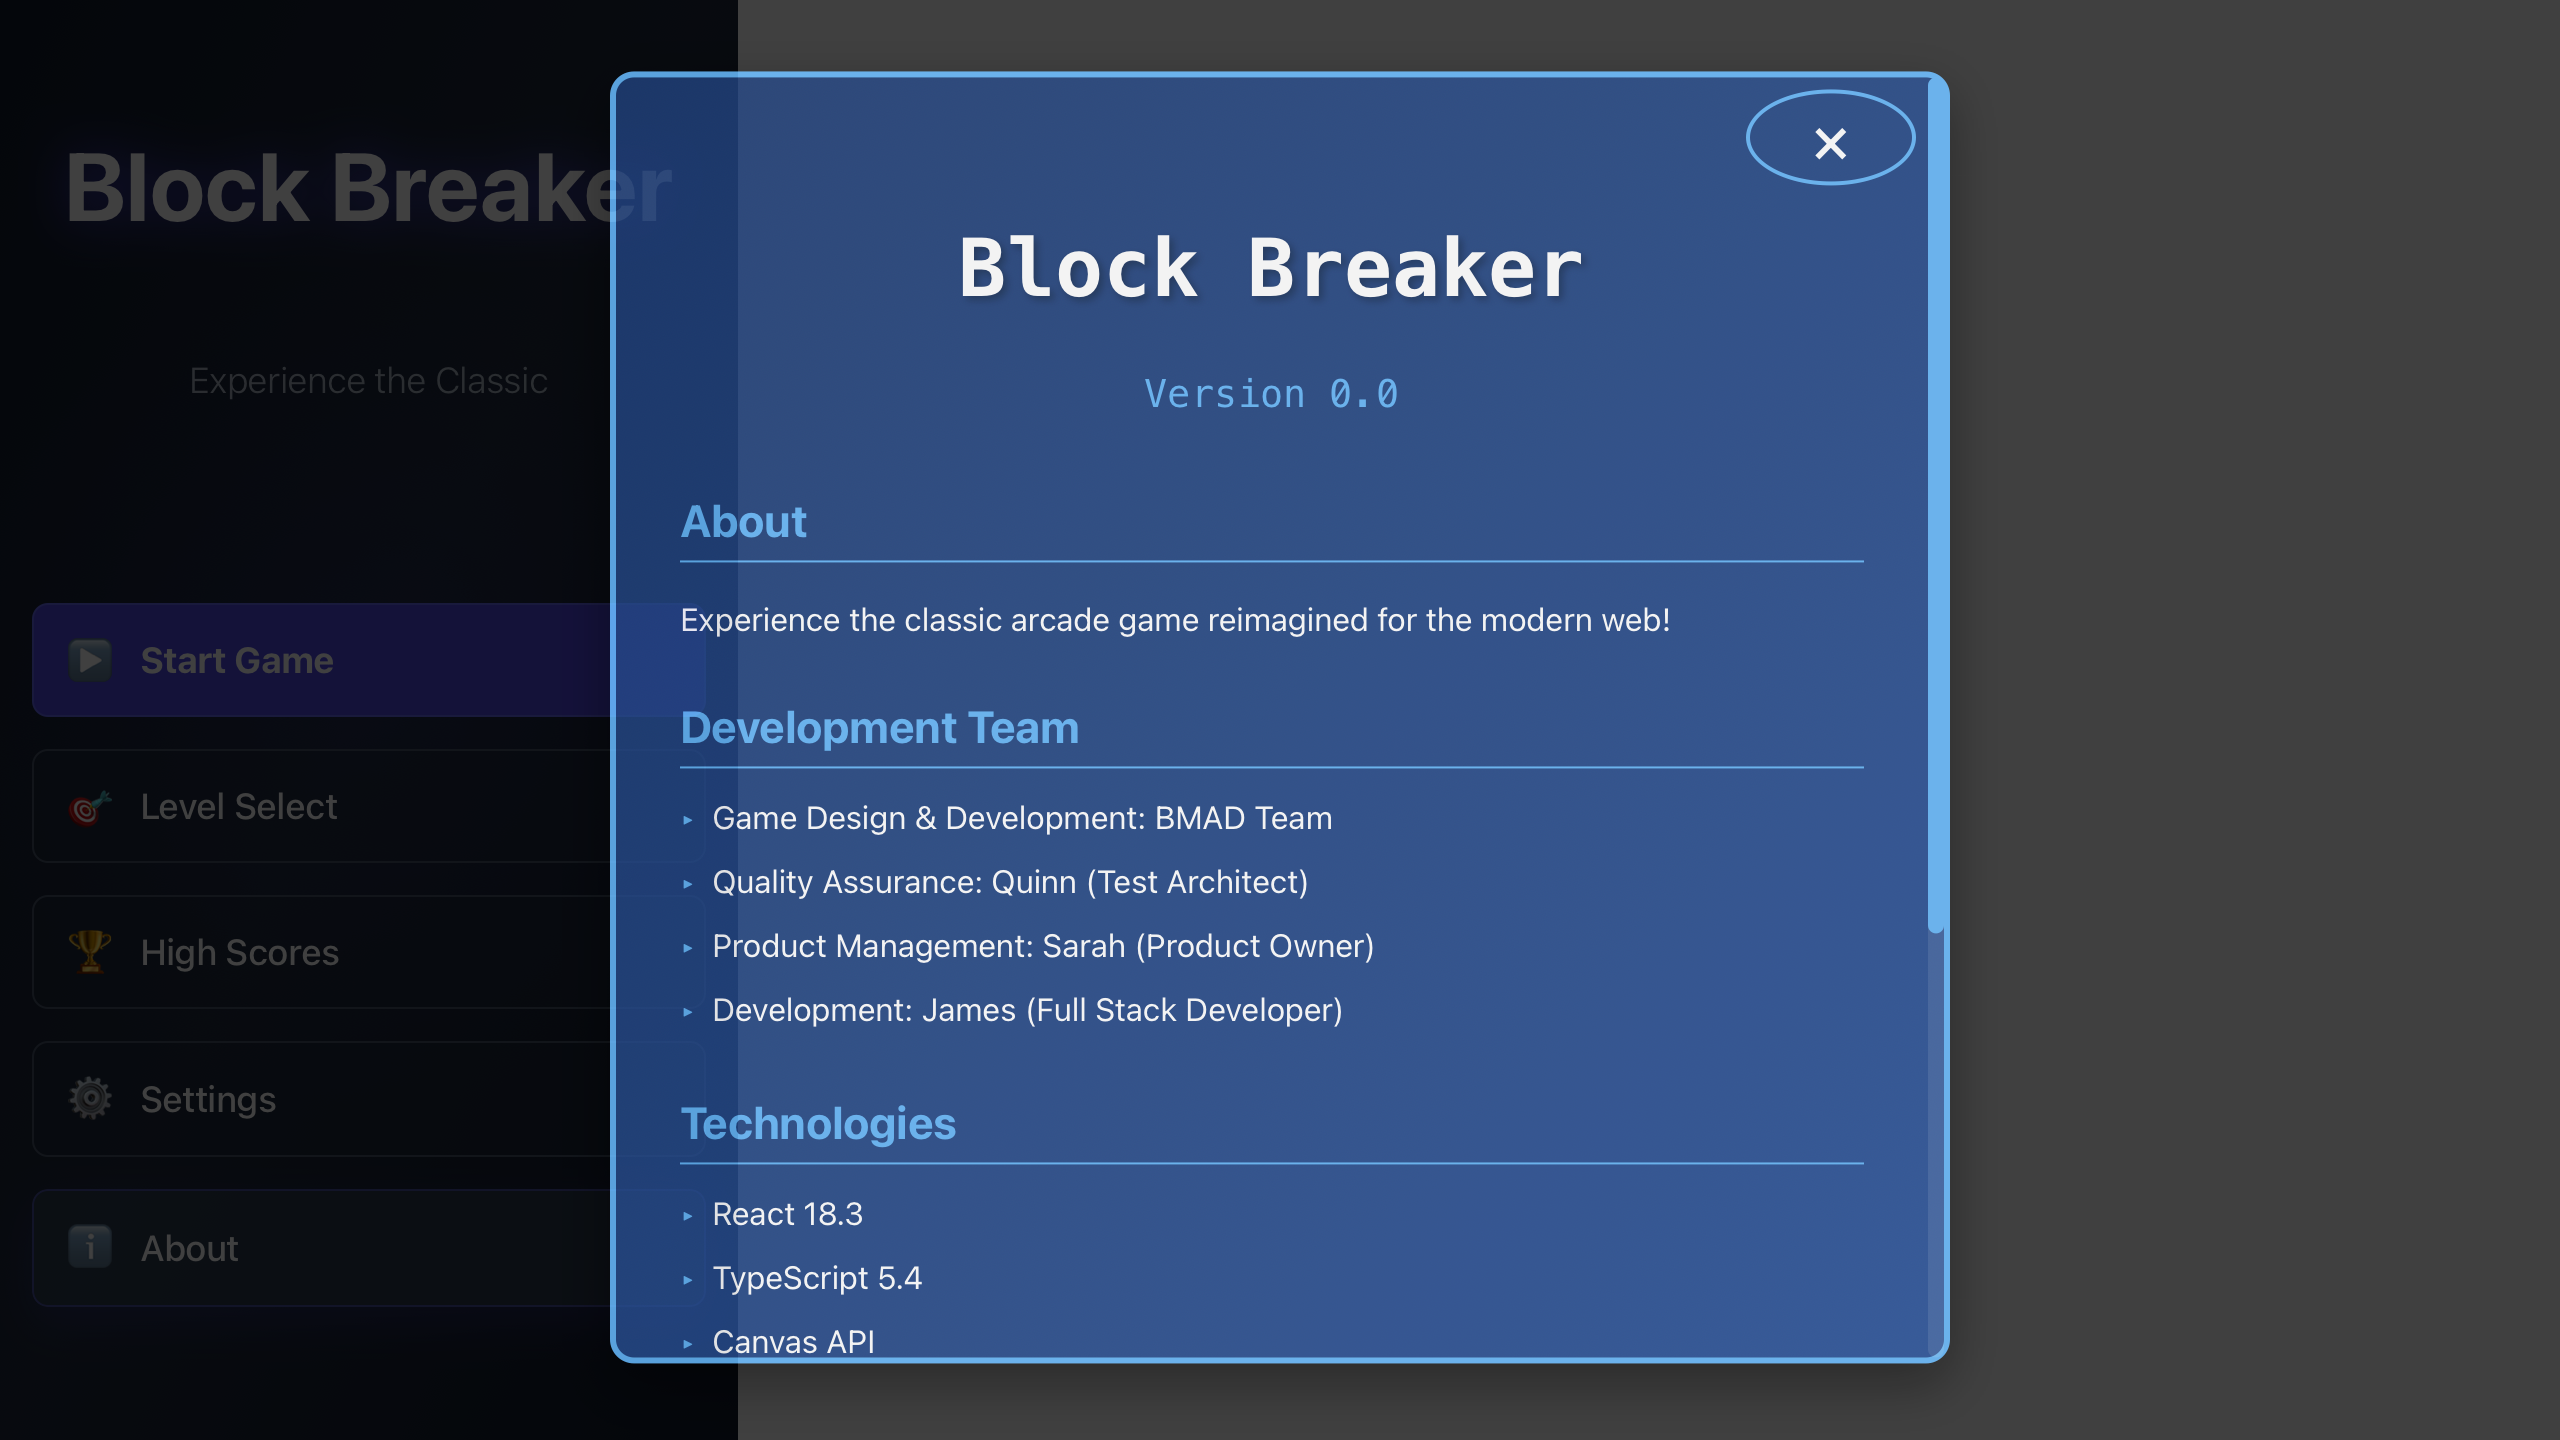 Block Breaker
Experience the Classic
Start Game
Level Select
High Scores
Settings
About
×
Block Breaker
Version 0.0
About
Experience the classic arcade game reimagined for the modern web!
Development Team
Game Design & Development: BMAD Team
Quality Assurance: Quinn (Test Architect)
Product Management: Sarah (Product Owner)
Development: James (Full Stack Developer)
Technologies
React 18.3
TypeScript 5.4
Canvas API